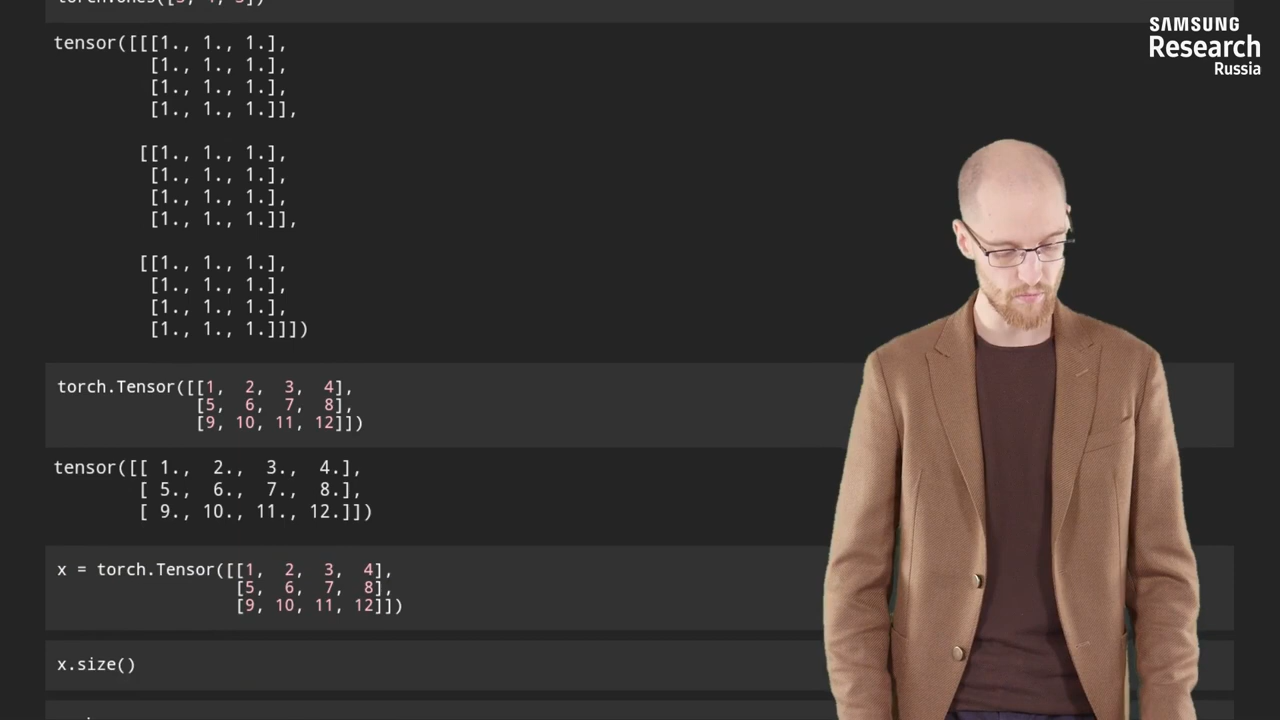 tensor([[[1., 1., 1.],
[1., 1., 1.],
[1., 1., 1.],
[1., 1., 1.]],
[[1., 1., 1.],
[1., 1., 1.],
[1., 1., 1.],
[1., 1., 1.]],
[[1., 1., 1.],
[1., 1., 1.],
[1., 1., 1.],
[1., 1., 1.]]])
torch.Tensor([[1, 2, 3, 4],
[5, 6, 7, 8],
[9, 10, 11, 12]])
tensor([[ 1., 2., 3., 4.],
[ 5., 6., 7., 8.],
[ 9., 10., 11., 12.]])
x = torch.Tensor([[1, 2, 3, 4],
[5, 6, 7, 8],
[9, 10, 11, 12]])
x.size()
SAMSUNG
Research
Russia